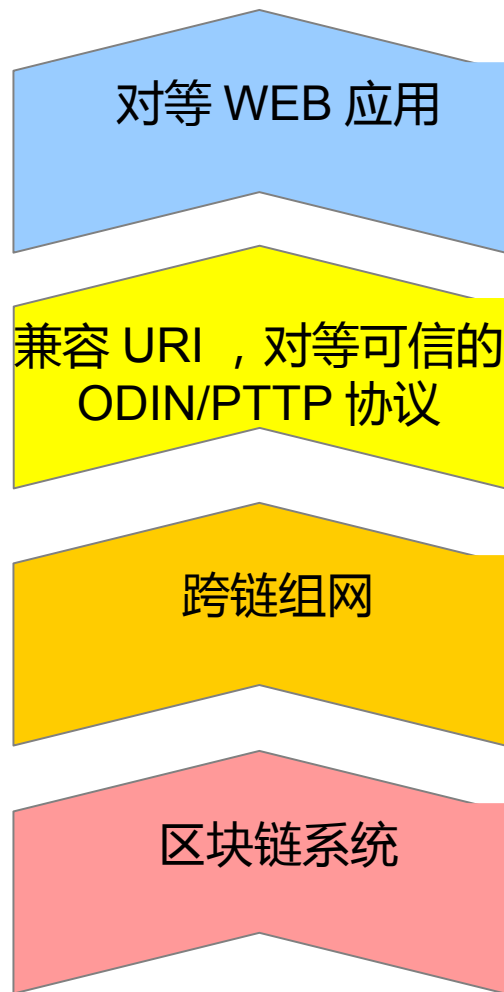 对等 WEB 应用
兼容 URI ，对等可信的
ODIN/PTTP 协议
跨链组网
区块链系统